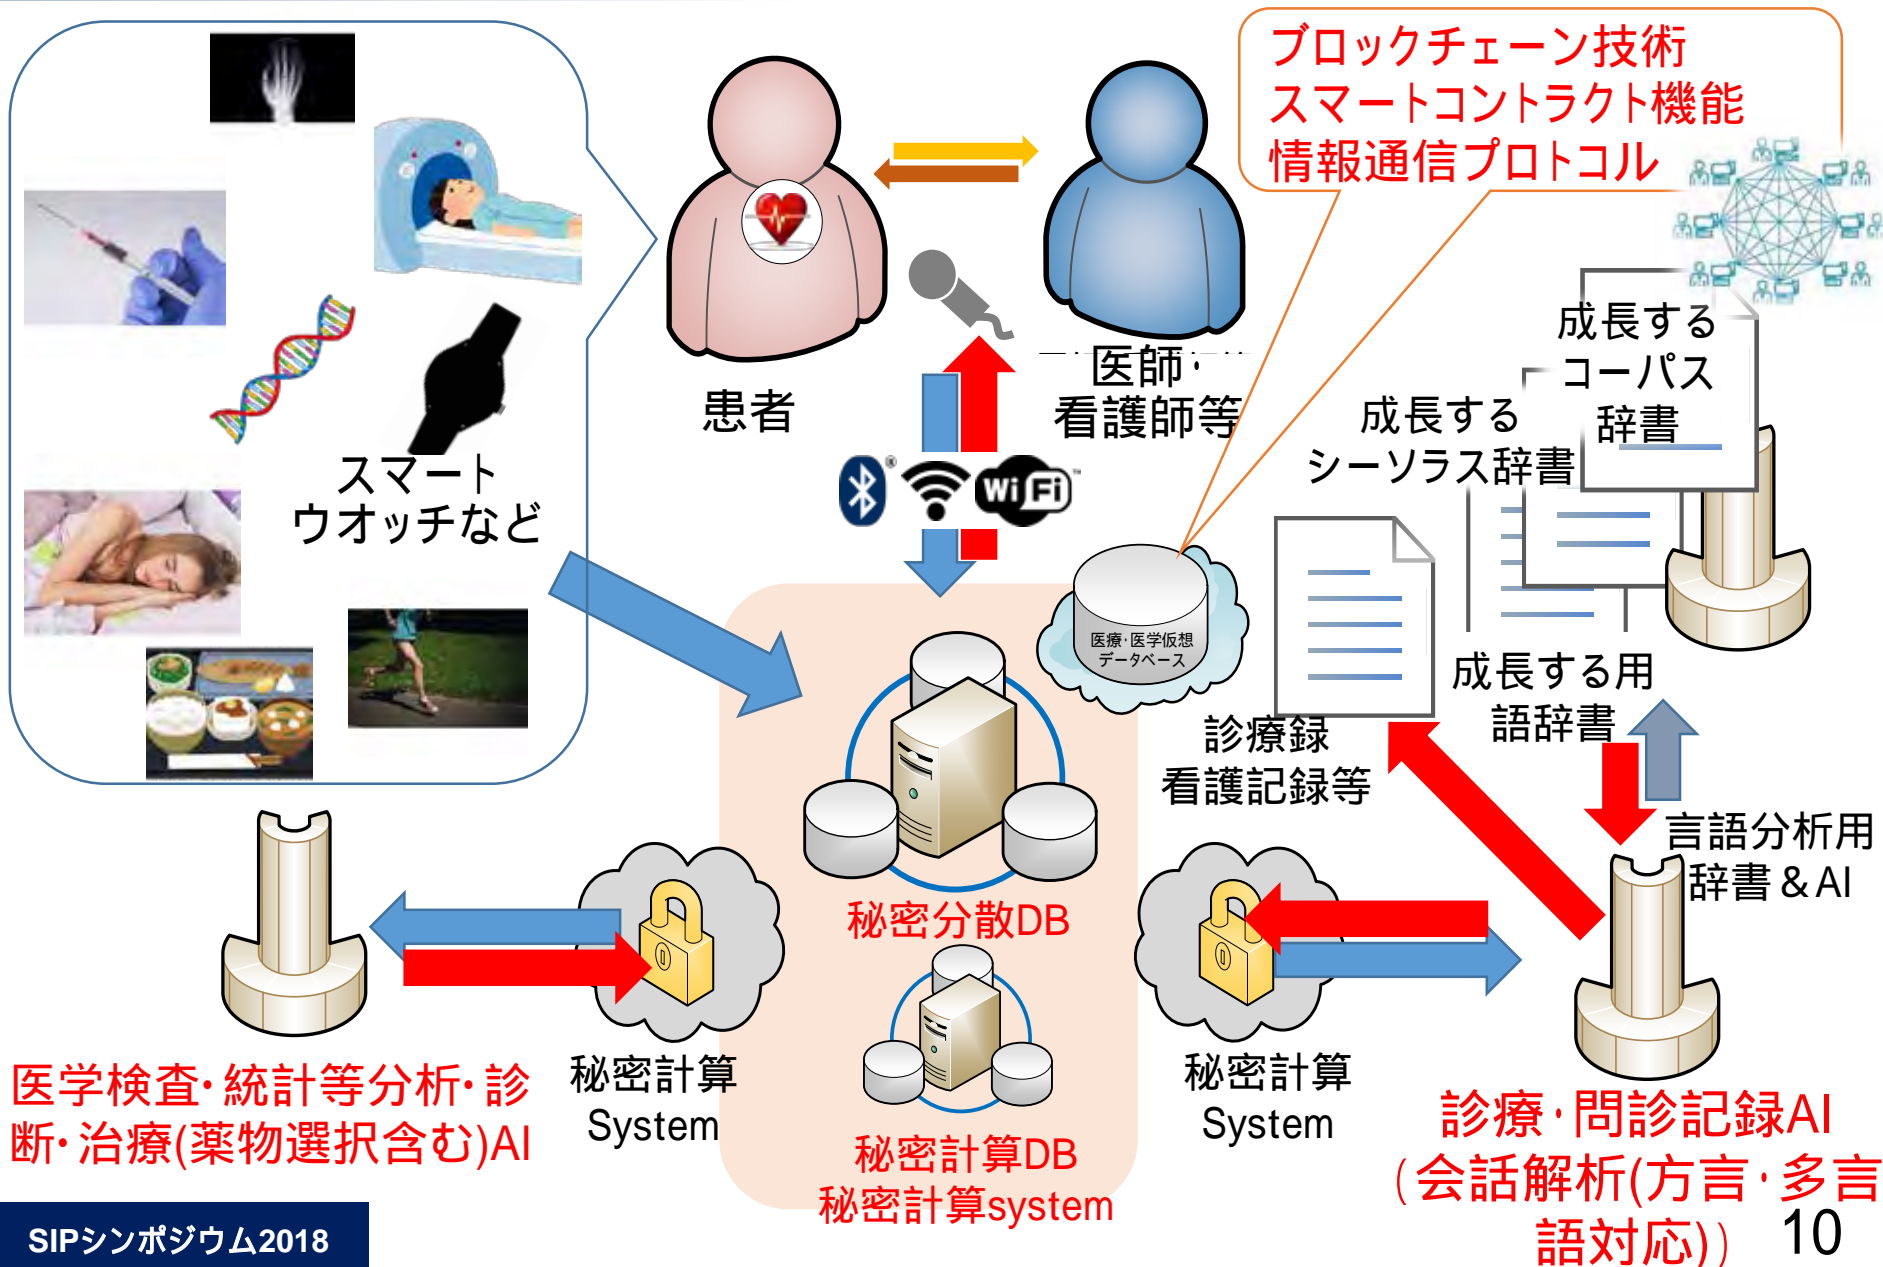 ブロックチェーン技術
スマートコントラクト機能
情報通信プロトコル
患者
医師・
看護師等
スマート
ウオッチなど
WiFi
成長する
コーパス
辞書
成長する
シーソラス辞書
成長する用
語辞書
医療・医学仮想
データベース
診療録
看護記録等
言語分析用
辞書＆AI
秘密分散DB
秘密計算
System
秘密計算
System
秘密計算DB
秘密計算system
医学検査・統計等分析・診
断・治療(薬物選択含む)AI
診療・問診記録AI
(会話解析(方言・多言
語対応))
SIPシンポジウム2018
10